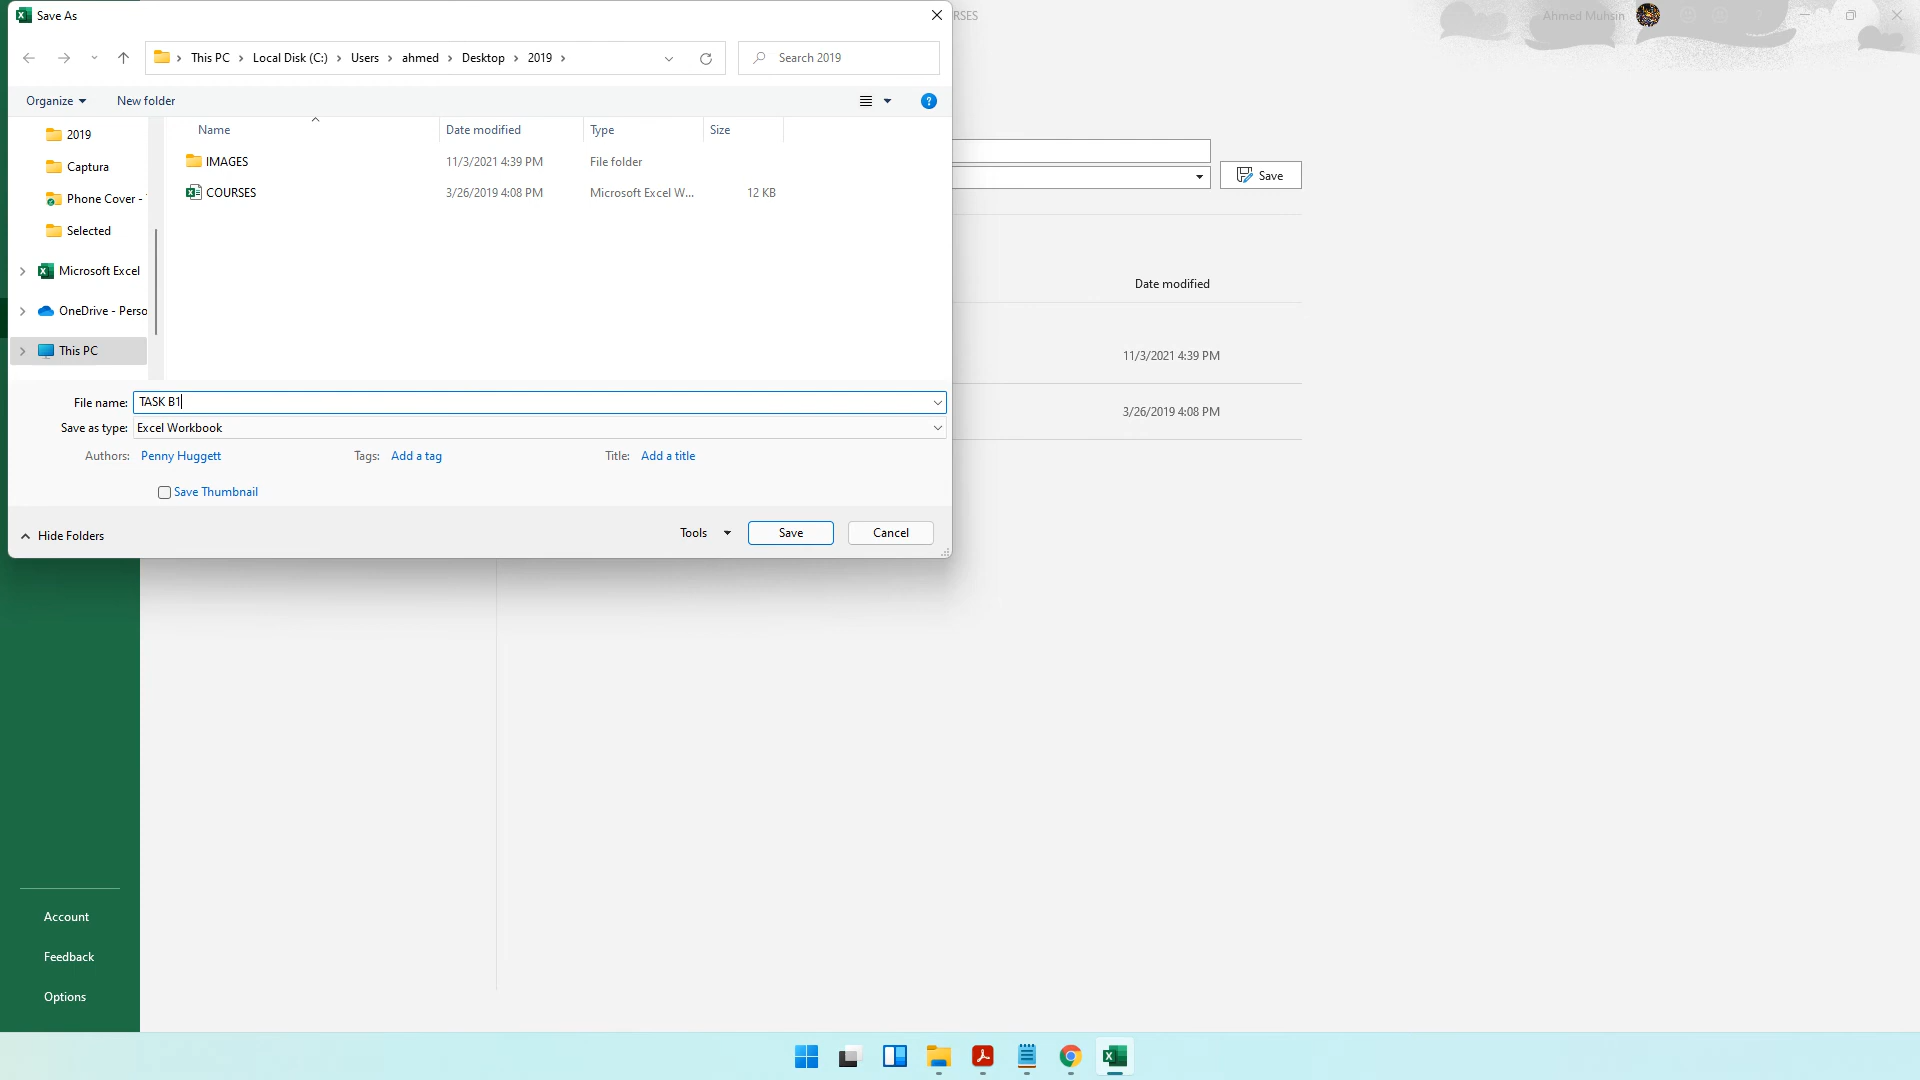 Save As
RSES
Ahmed Muhsin
This PC
Local Disk (C:)
Users
ahmed
Desktop
2019
Search 2019
Organize
New folder
2019
Captura
Phone Cover -
Selected
Microsoft Excel
OneDrive - Perso
This PC
Name
Date modified
Type
Size
IMAGES
11/3/2021 4:39 PM
File folder
COURSES
3/26/2019 4:08 PM
Microsoft Excel W...
12 KB
Save
Date modified
11/3/2021 4:39 PM
3/26/2019 4:08 PM
File name:
TASK B1
Save as type:
Excel Workbook
Authors:
Penny Huggett
Tags:
Add a tag
Title:
Add a title
Save Thumbnail
Hide Folders
Tools
Save
Cancel
Account
Feedback
Options